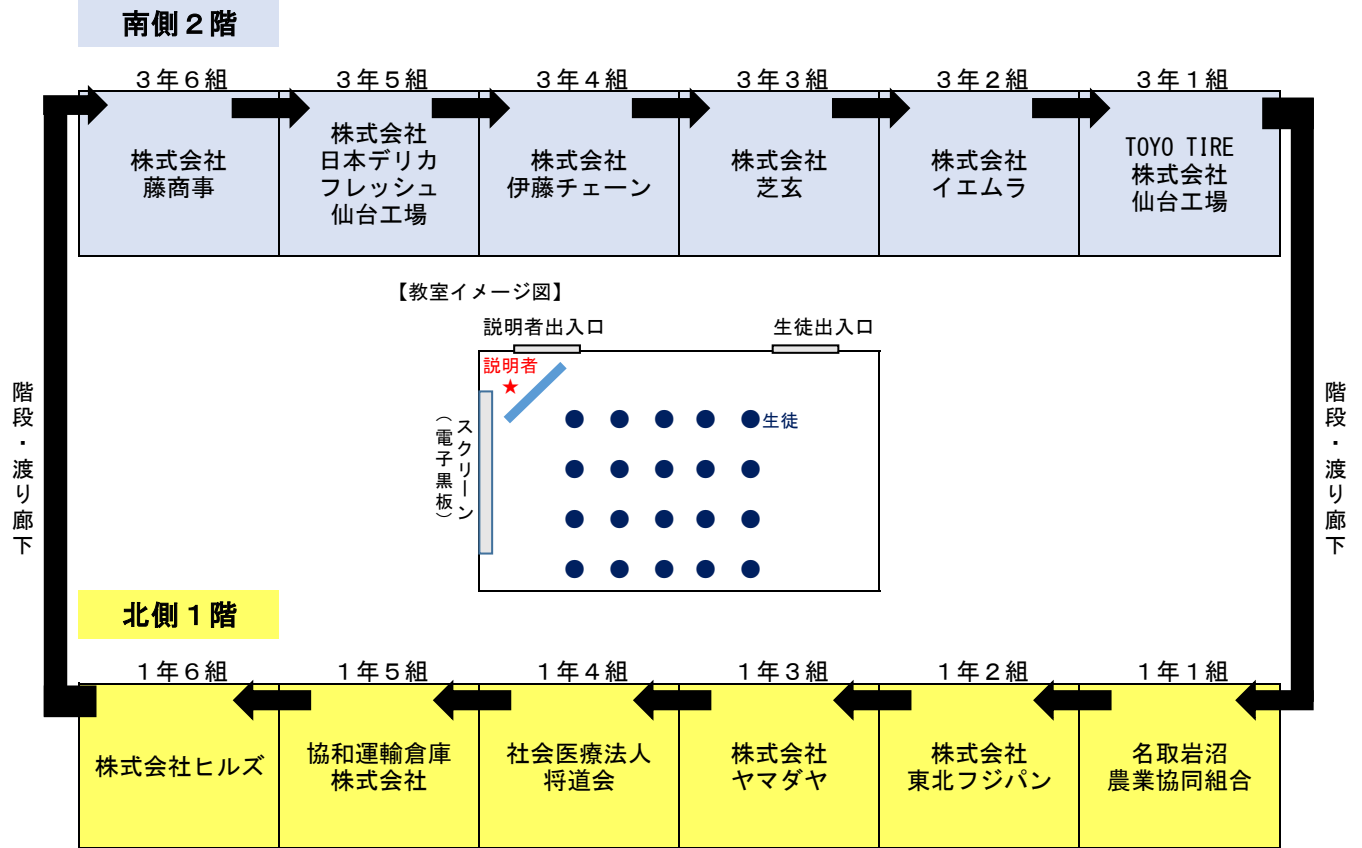 南側２階
３年６組
３年５組
３年４組
３年３組
３年２組
３年１組
株式会社
藤商事
株式会社
日本デリカ
フレッシュ
仙台工場
株式会社
伊藤チェーン
株式会社
芝玄
株式会社
イエムラ
TOYO TIRE
株式会社
仙台工場
【教室イメージ図】
説明者出入口
生徒出入口
説明者
★
生徒
スクリーン
（電子黒板）
階段・渡り廊下
階段・渡り廊下
北側１階
１年６組
１年５組
１年４組
１年３組
１年２組
１年１組
株式会社ヒルズ
協和運輸倉庫
株式会社
社会医療法人
将道会
株式会社
ヤマダヤ
株式会社
東北フジパン
名取岩沼
農業協同組合